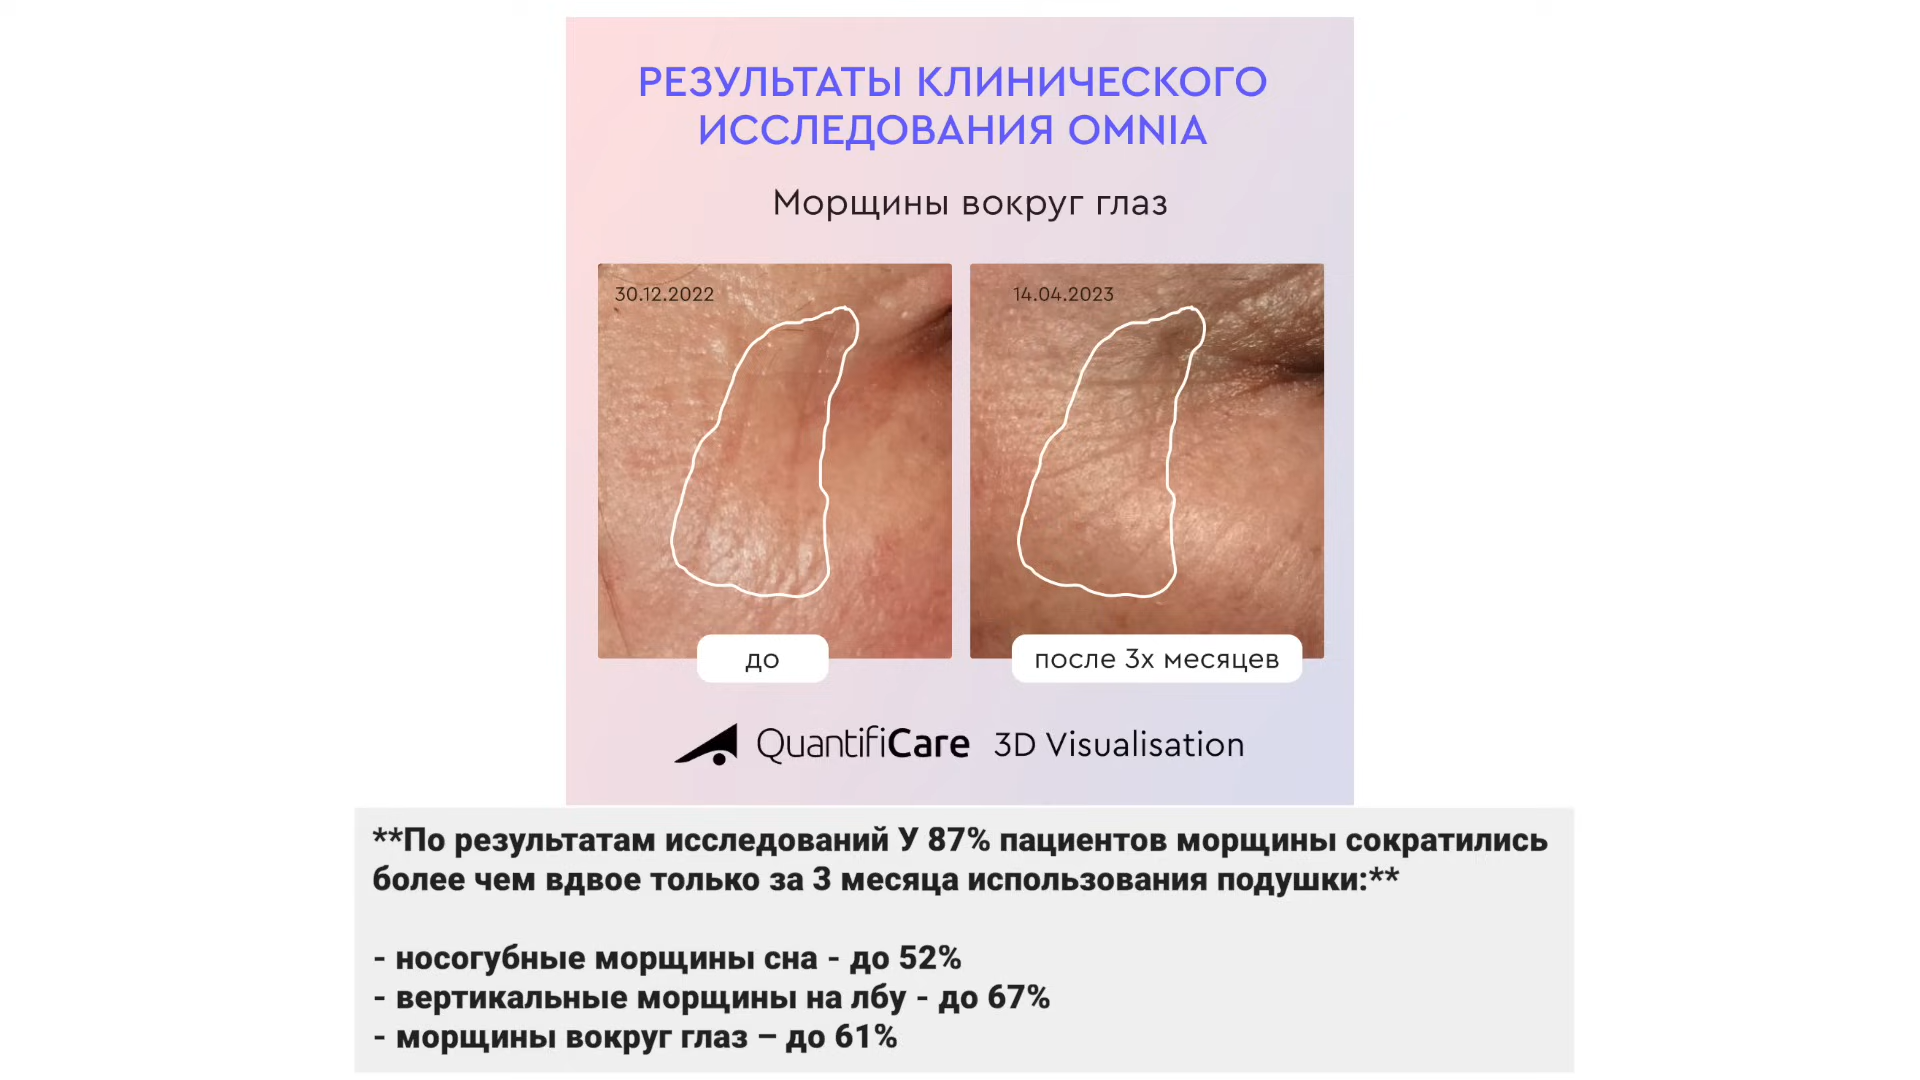 РЕЗУЛЬТАТЫ КЛИНИЧЕСКОГО
ИССЛЕДОВАНИЯ OMNIA
Морщины вокруг глаз
30.12.2022
14.04.2023
до
после 3х месяцев
QuantifiCare 3D Visualisation
**По результатам исследований У 87% пациентов морщины сократились
более чем вдвое только за 3 месяца использования подушки:**
- носогубные морщины сна - до 52%
- вертикальные морщины на лбу - до 67%
- морщины вокруг глаз – до 61%